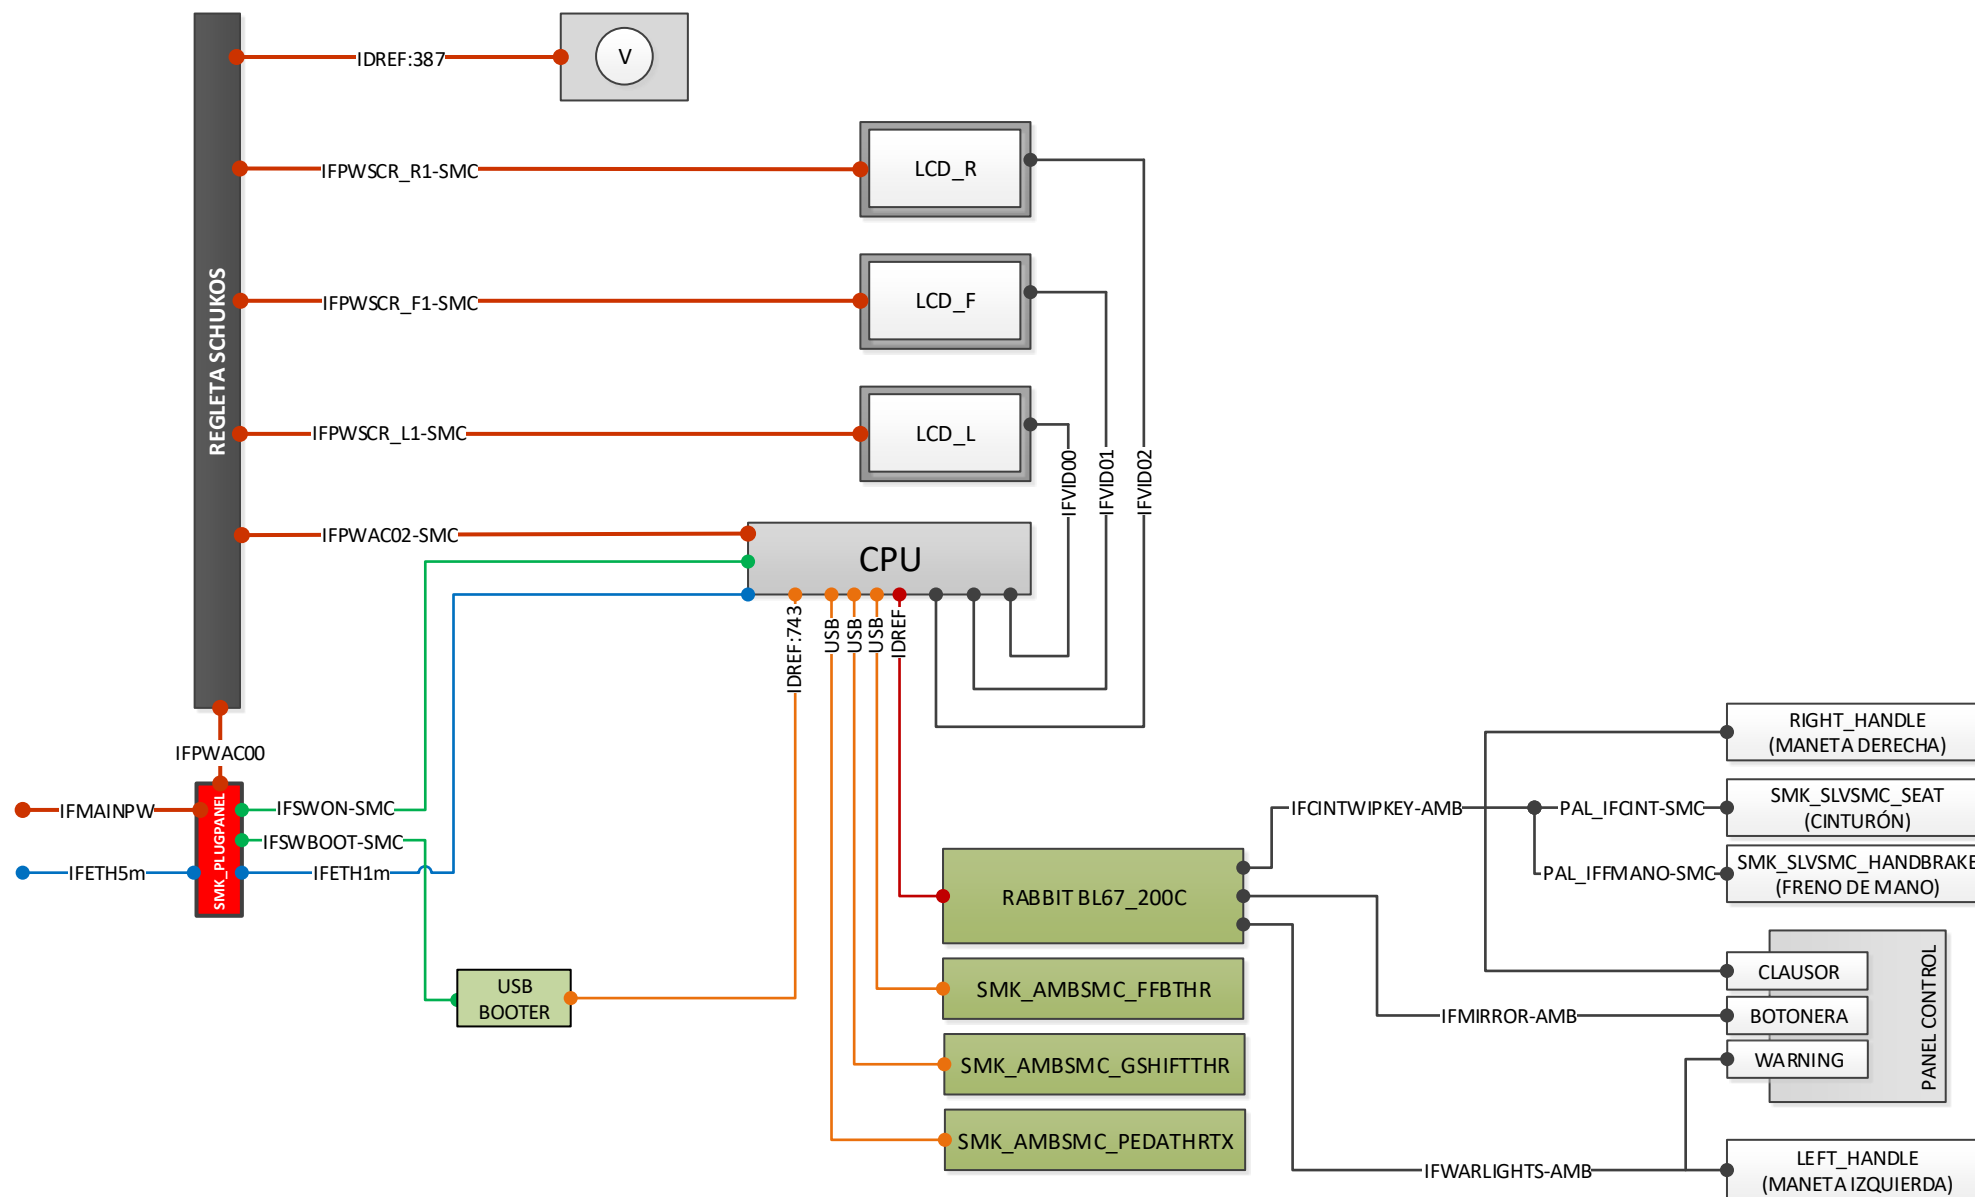 IDREF:387
V
IFPWSCR_R1-SMC
LCD_R
IFPWSCR_F1-SMC
LCD_F
REGLETA SCHUKOS
IFPWSCR_L1-SMC
LCD_L
IFVID00
IFVID01
IFVID02
IFPWAC02-SMC
CPU
IDREF:743
USB
USB
USB
IDREF
IFPWAC00
IFMAINPW
SMK_PLUGPANEL
IFSWON-SMC
IFSWBOOT-SMC
IFETH5m
IFETH1m
USB
BOOTER
RABBIT BL67_200C
SMK_AMBSMC_FFBTHR
SMK_AMBSMC_GSHIFTTHR
SMK_AMBSMC_PEDATHRTX
IFCINTWIPKEY-AMB
PAL_IFCINT-SMC
PAL_IFFMANO-SMC
IFMIRROR-AMB
IFWARLIGHTS-AMB
RIGHT_HANDLE
(MANETA DERECHA)
SMK_SLVSMC_SEAT
(CINTURÓN)
SMK_SLVSMC_HANDBRAKE
(FRENO DE MANO)
CLAUSOR
BOTONERA
WARNING
PANEL CONTROL
LEFT_HANDLE
(MANETA IZQUIERDA)